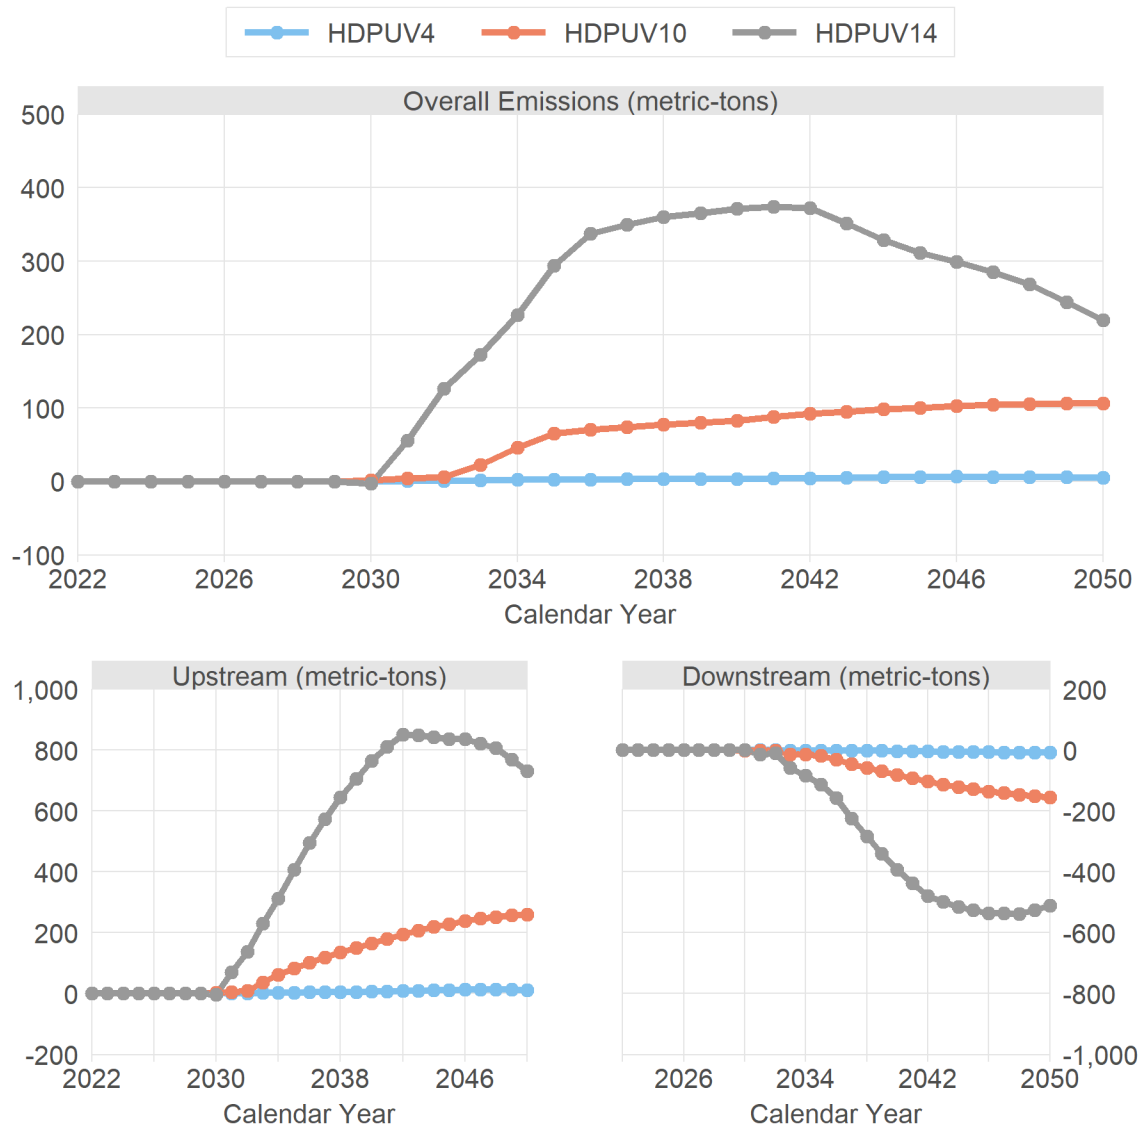 HDPUV4 HDPUV10 HDPUV14
Overall Emissions (metric-tons)
500
400
300
200
100
0
-100
2022 2026 2030 2034 2038 2042 2046 2050
Calendar Year
Upstream (metric-tons)
1,000
800
600
400
200
0
-200
2022 2030 2038 2046
Calendar Year
Downstream (metric-tons)
200
0
-200
-400
-600
-800
-1,000
2026 2034 2042 2050
Calendar Year